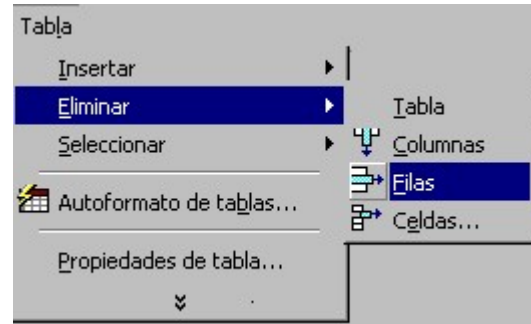 Tabla
Insertar
Eliminar
Seleccionar
Autoformato de tablas...
Propiedades de tabla...
Tabla
Columnas
Filas
Celdas...